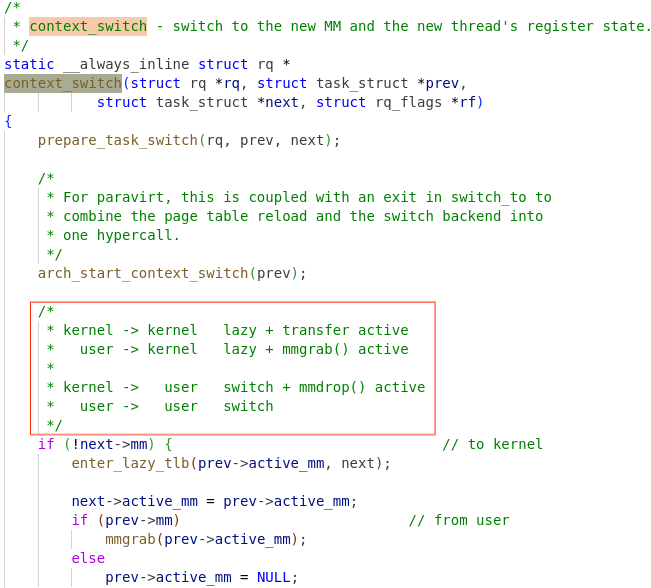 /*
 * context_switch - switch to the new MM and the new thread's register state.
 */
static __always_inline struct rq *
context_switch(struct rq *rq, struct task_struct *prev,
           struct task_struct *next, struct rq_flags *rf)
{
    prepare_task_switch(rq, prev, next);

    /*
     * For paravirt, this is coupled with an exit in switch_to to
     * combine the page table reload and the switch backend into
     * one hypercall.
     */
    arch_start_context_switch(prev);

    /*
     * kernel -> kernel   lazy + transfer active
     *   user -> kernel   lazy + mmgrab() active
     *
     * kernel ->   user   switch + mmdrop() active
     *   user ->   user   switch
     */
    if (!next->mm) {                                // to kernel
        enter_lazy_tlb(prev->active_mm, next);

        next->active_mm = prev->active_mm;
        if (prev->mm)                           // from user
            mmgrab(prev->active_mm);
        else
            prev->active_mm = NULL;